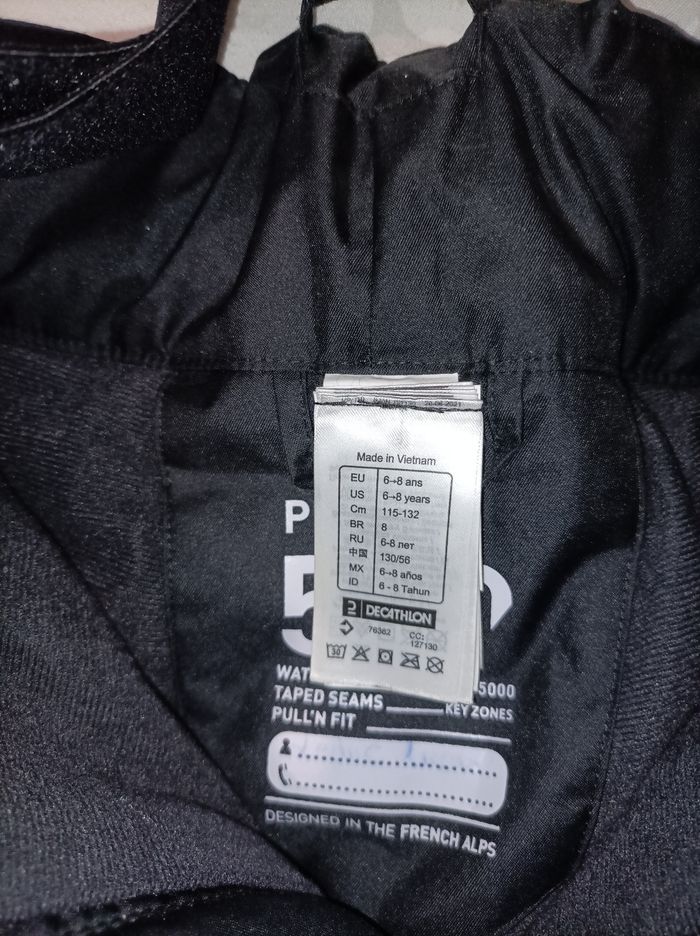 Made in Vietnam
EU 6→8 ans
US 6→8 years
Cm 115-132
BR 8
RU 6-8 лет
中国 130/56
MX 6→8 años
ID 6 - 8 Tahun
DECATHLON
76362 CC: 127130
30
P
5
5000
TAPED SEAMS KEY ZONES
PULL'N FIT
DESIGNED IN THE FRENCH ALPS